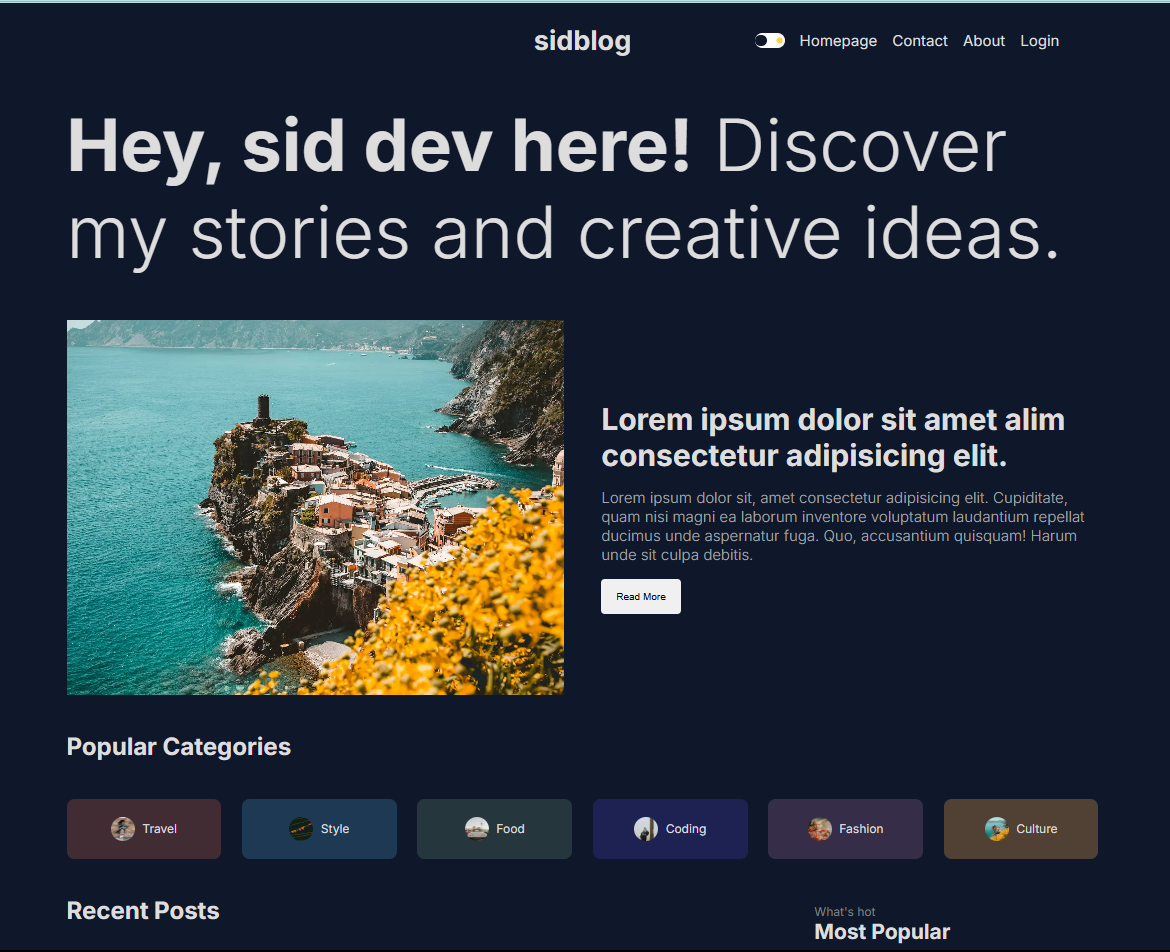 sidblog
Homepage Contact About Login
Hey, sid dev here! Discover
my stories and creative ideas.
Lorem ipsum dolor sit amet alim
consectetur adipisicing elit.
Lorem ipsum dolor sit, amet consectetur adipisicing elit. Cupiditate,
quam nisi magni ea laborum inventore voluptatum laudantium repellat
ducimus unde aspernatur fuga. Quo, accusantium quisquam! Harum
unde sit culpa debitis.
Read More
Popular Categories
Travel
Style
Food
Coding
Fashion
Culture
Recent Posts
What's hot
Most Popular